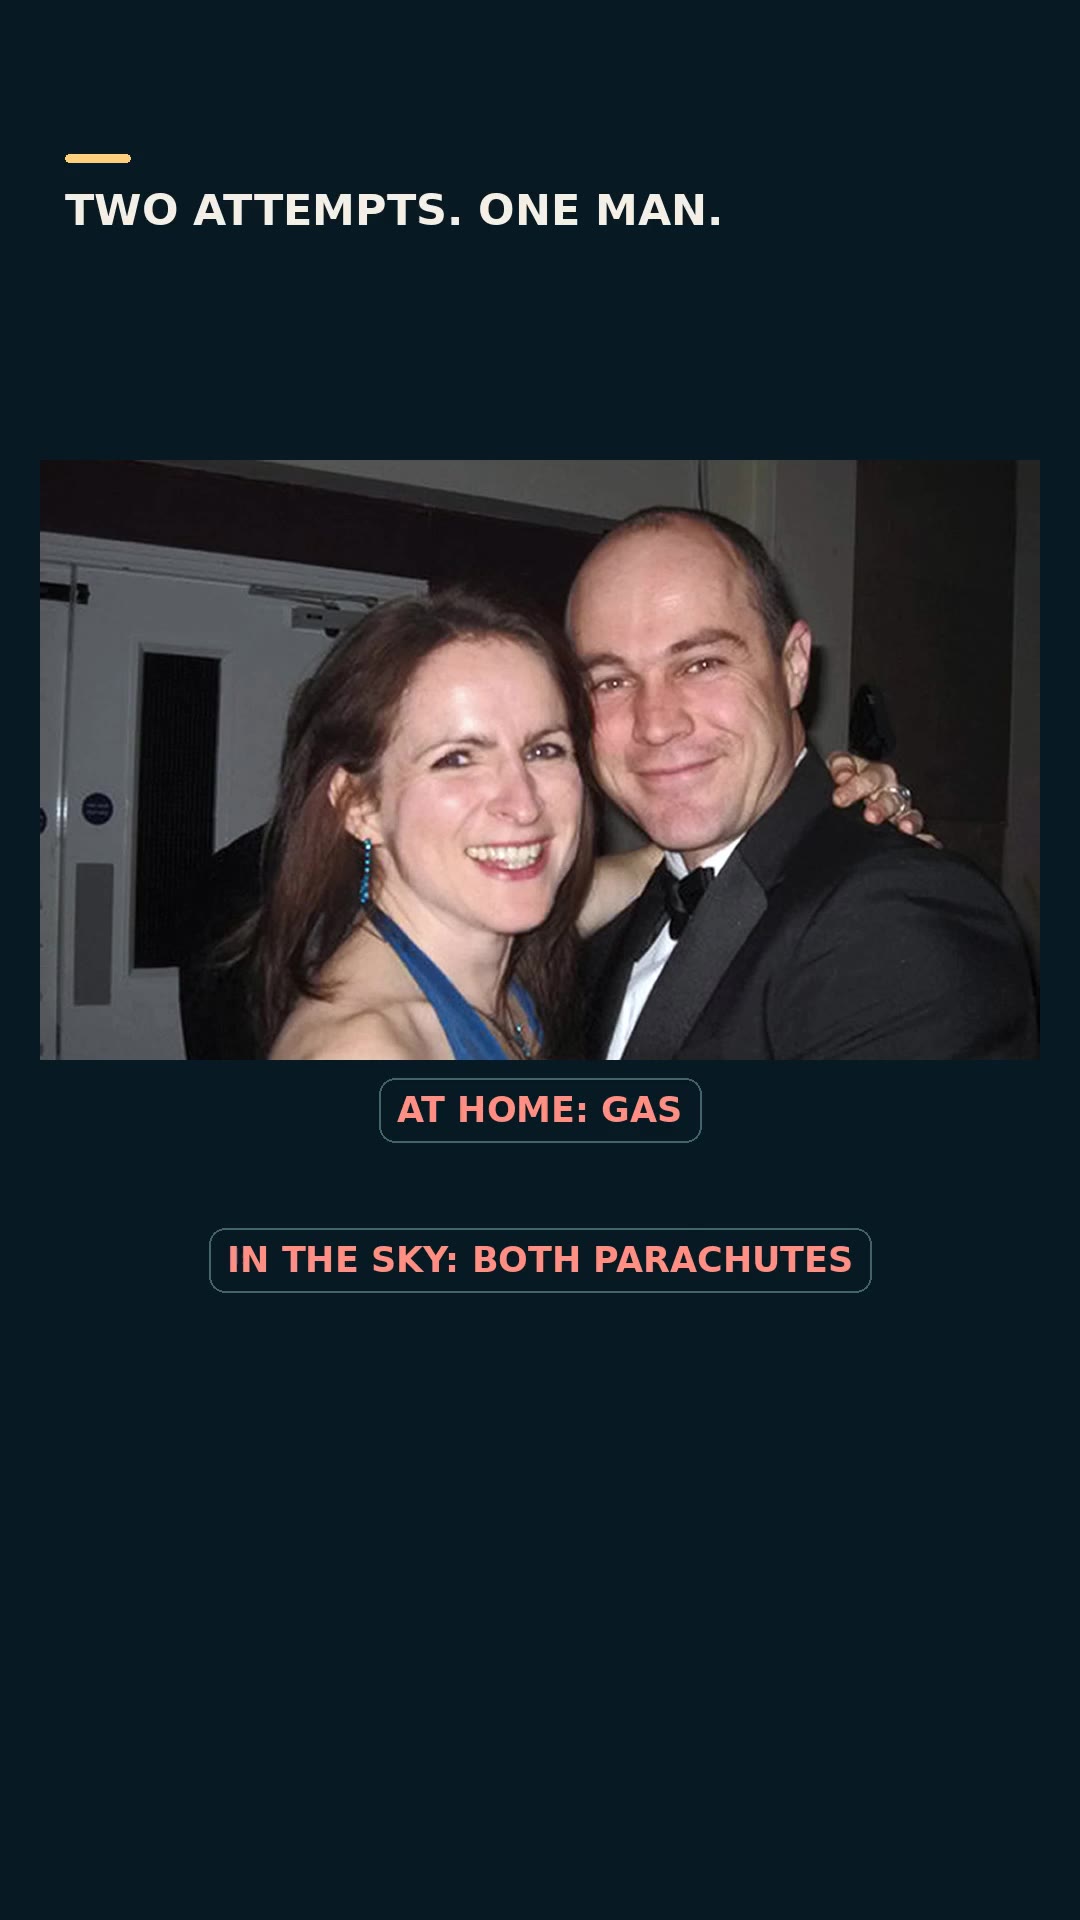 TWO ATTEMPTS. ONE MAN.
AT HOME: GAS
IN THE SKY: BOTH PARACHUTES